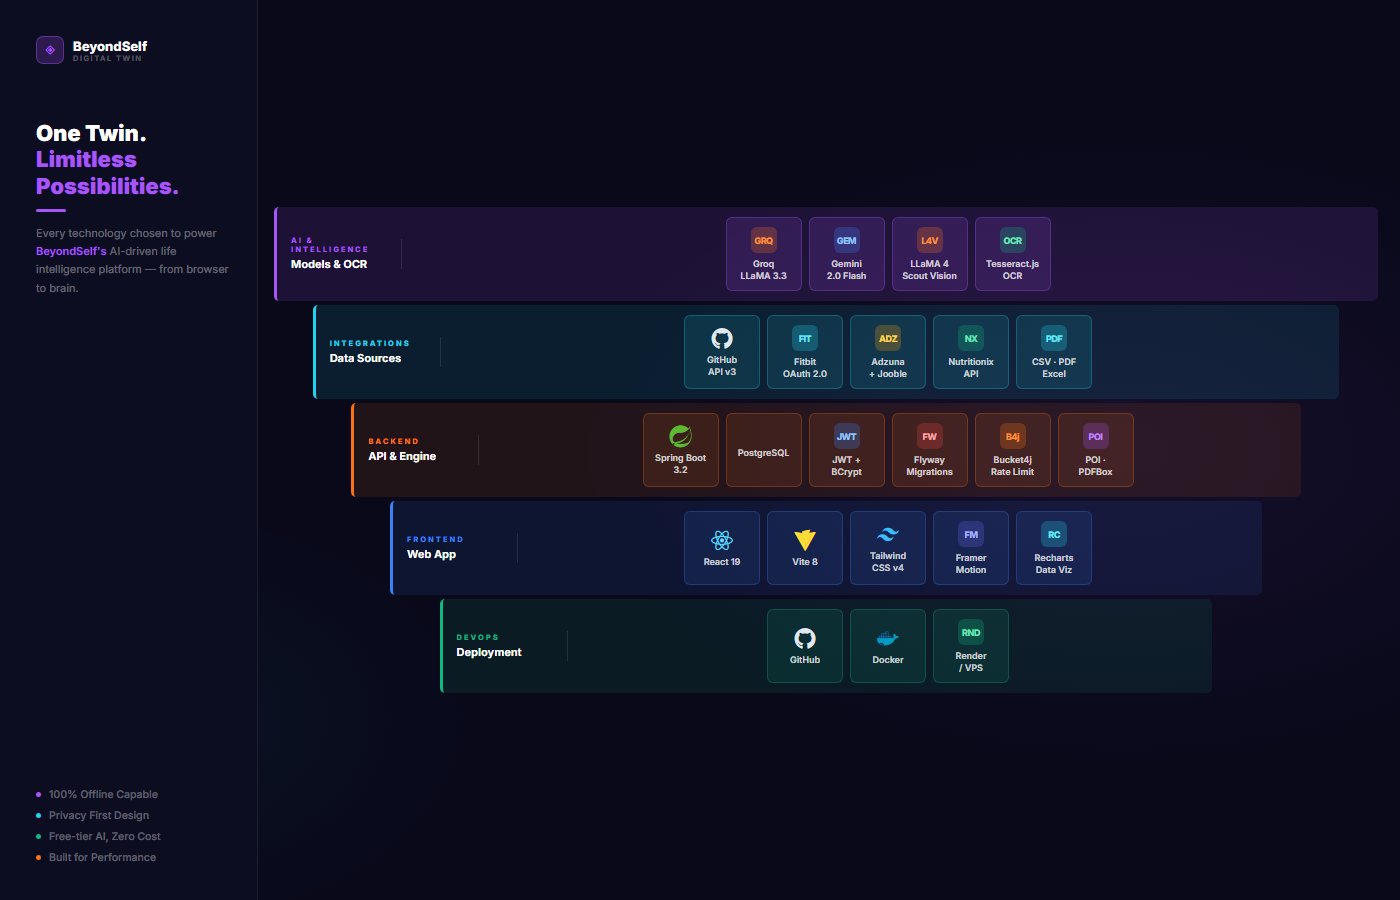 BeyondSelf
DIGITAL TWIN
One Twin.
Limitless
Possibilities.
Every technology chosen to power
BeyondSelf's AI-driven life
intelligence platform — from browser
to brain.
100% Offline Capable
Privacy First Design
Free-tier AI, Zero Cost
Built for Performance
AI &
INTELLIGENCE
Models & OCR
GRQ
Groq
LLaMA 3.3
GEM
Gemini
2.0 Flash
L4V
LLaMA 4
Scout Vision
OCR
Tesseract.js
OCR
INTEGRATIONS
Data Sources
GitHub
API v3
FIT
Fitbit
OAuth 2.0
ADZ
Adzuna
+ Jooble
NX
Nutritionix
API
PDF
CSV · PDF
Excel
BACKEND
API & Engine
Spring Boot
3.2
PostgreSQL
JWT
JWT +
BCrypt
FW
Flyway
Migrations
B4j
Bucket4j
Rate Limit
POI
POI ·
PDFBox
FRONTEND
Web App
React 19
Vite 8
Tailwind
CSS v4
FM
Framer
Motion
RC
Recharts
Data Viz
DEVOPS
Deployment
GitHub
Docker
RND
Render
/ VPS